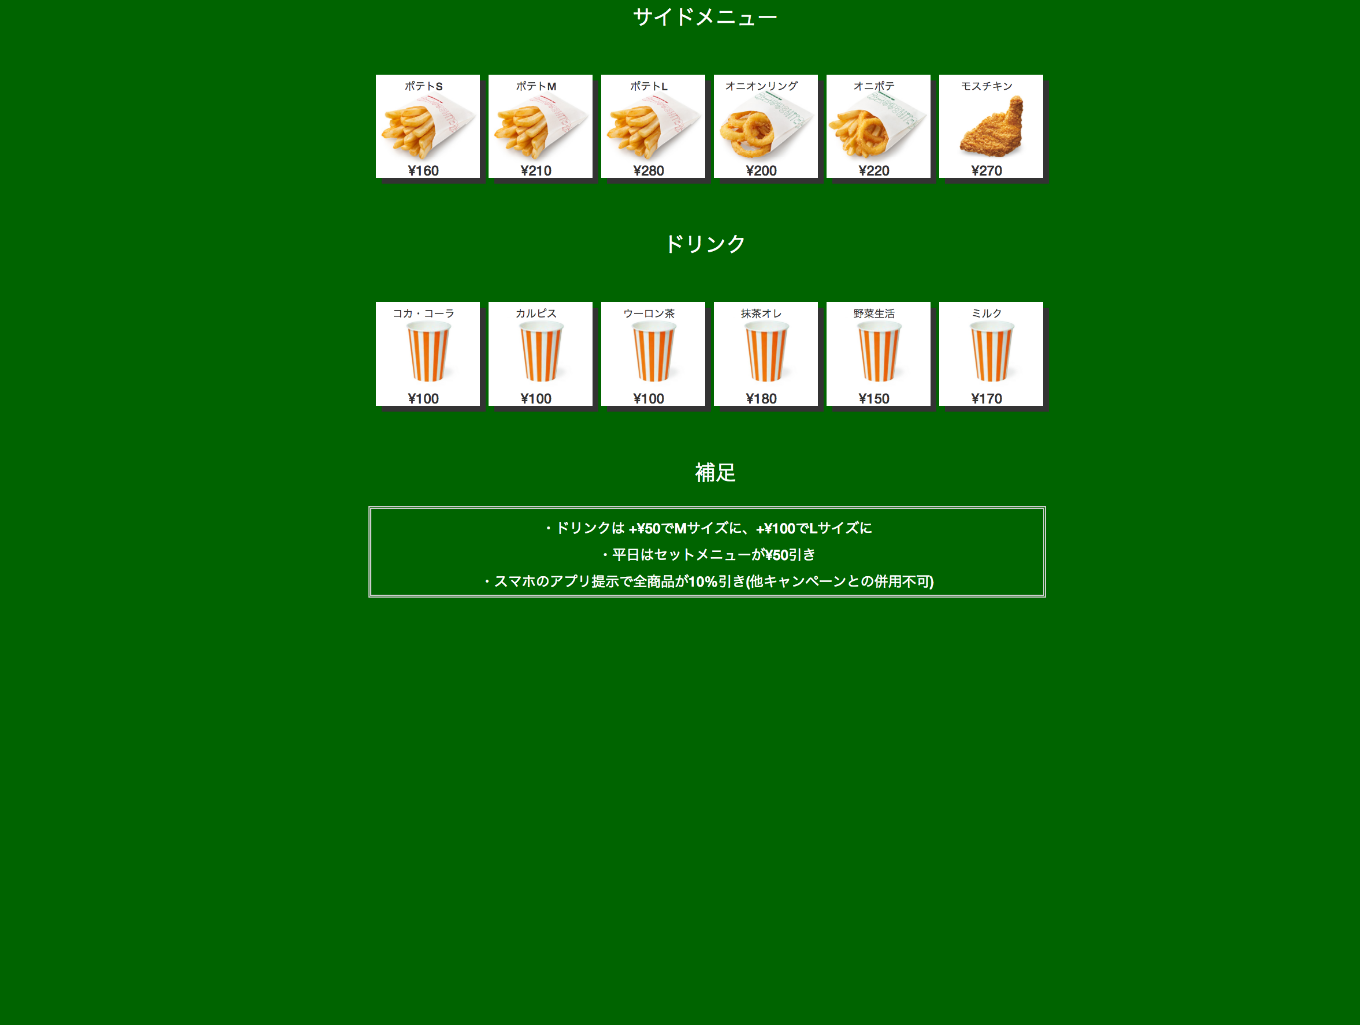 サイドメニュー
ポテトS ポテトM ポテトL オニオンリング オニポテ モスチキン
¥160 ¥210 ¥280 ¥200 ¥220 ¥270
ドリンク
コカ・コーラ カルピス ウーロン茶 抹茶オレ 野菜生活 ミルク
¥100 ¥100 ¥100 ¥180 ¥150 ¥170
補足
・ドリンクは +¥50でMサイズに、+¥100でLサイズに
・平日はセットメニューが¥50引き
・スマホのアプリ提示で全商品が10%引き(他キャンペーンとの併用不可)